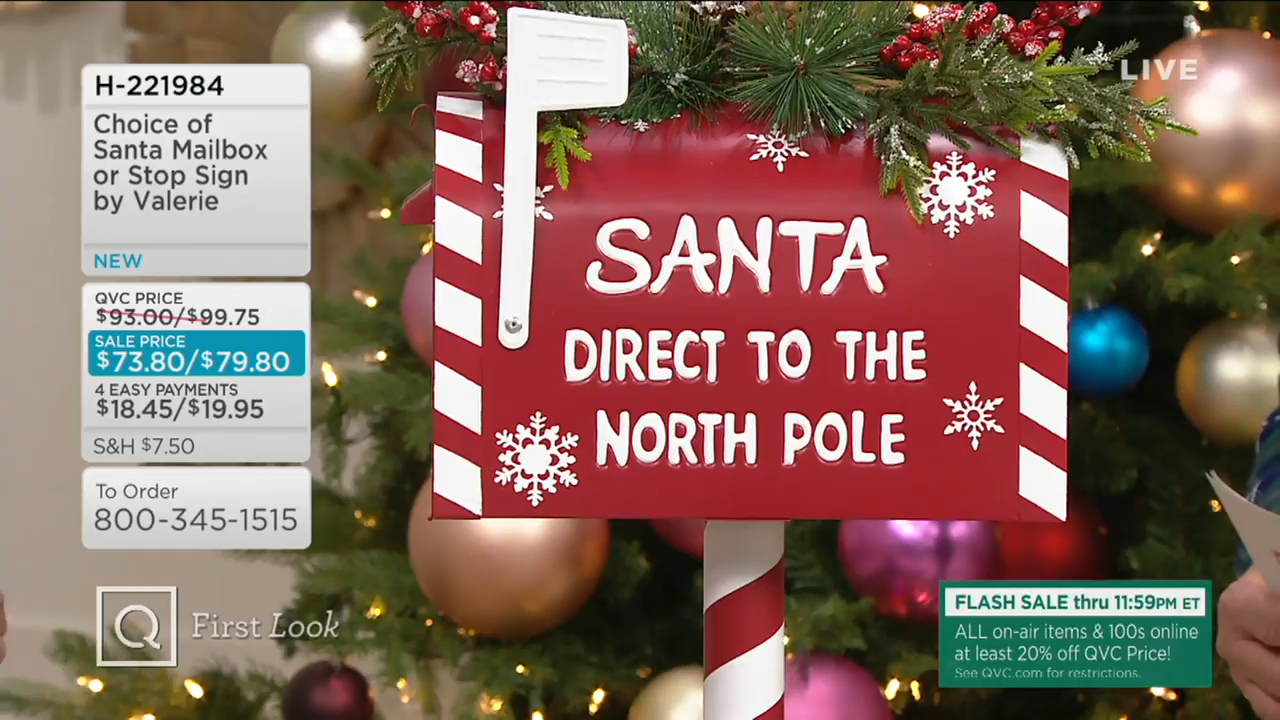 H-221984
Choice of
Santa Mailbox
or Stop Sign
by Valerie
NEW
QVC PRICE
$93.00/$99.75
SALE PRICE
$73.80/$79.80
4 EASY PAYMENTS
$18.45/$19.95
S&H $7.50
To Order
800-345-1515
Q First Look
LIVE
SANTA
DIRECT TO THE
NORTH POLE
FLASH SALE thru 11:59PM ET
ALL on-air items & 100s online
at least 20% off QVC Price!
See QVC.com for restrictions.